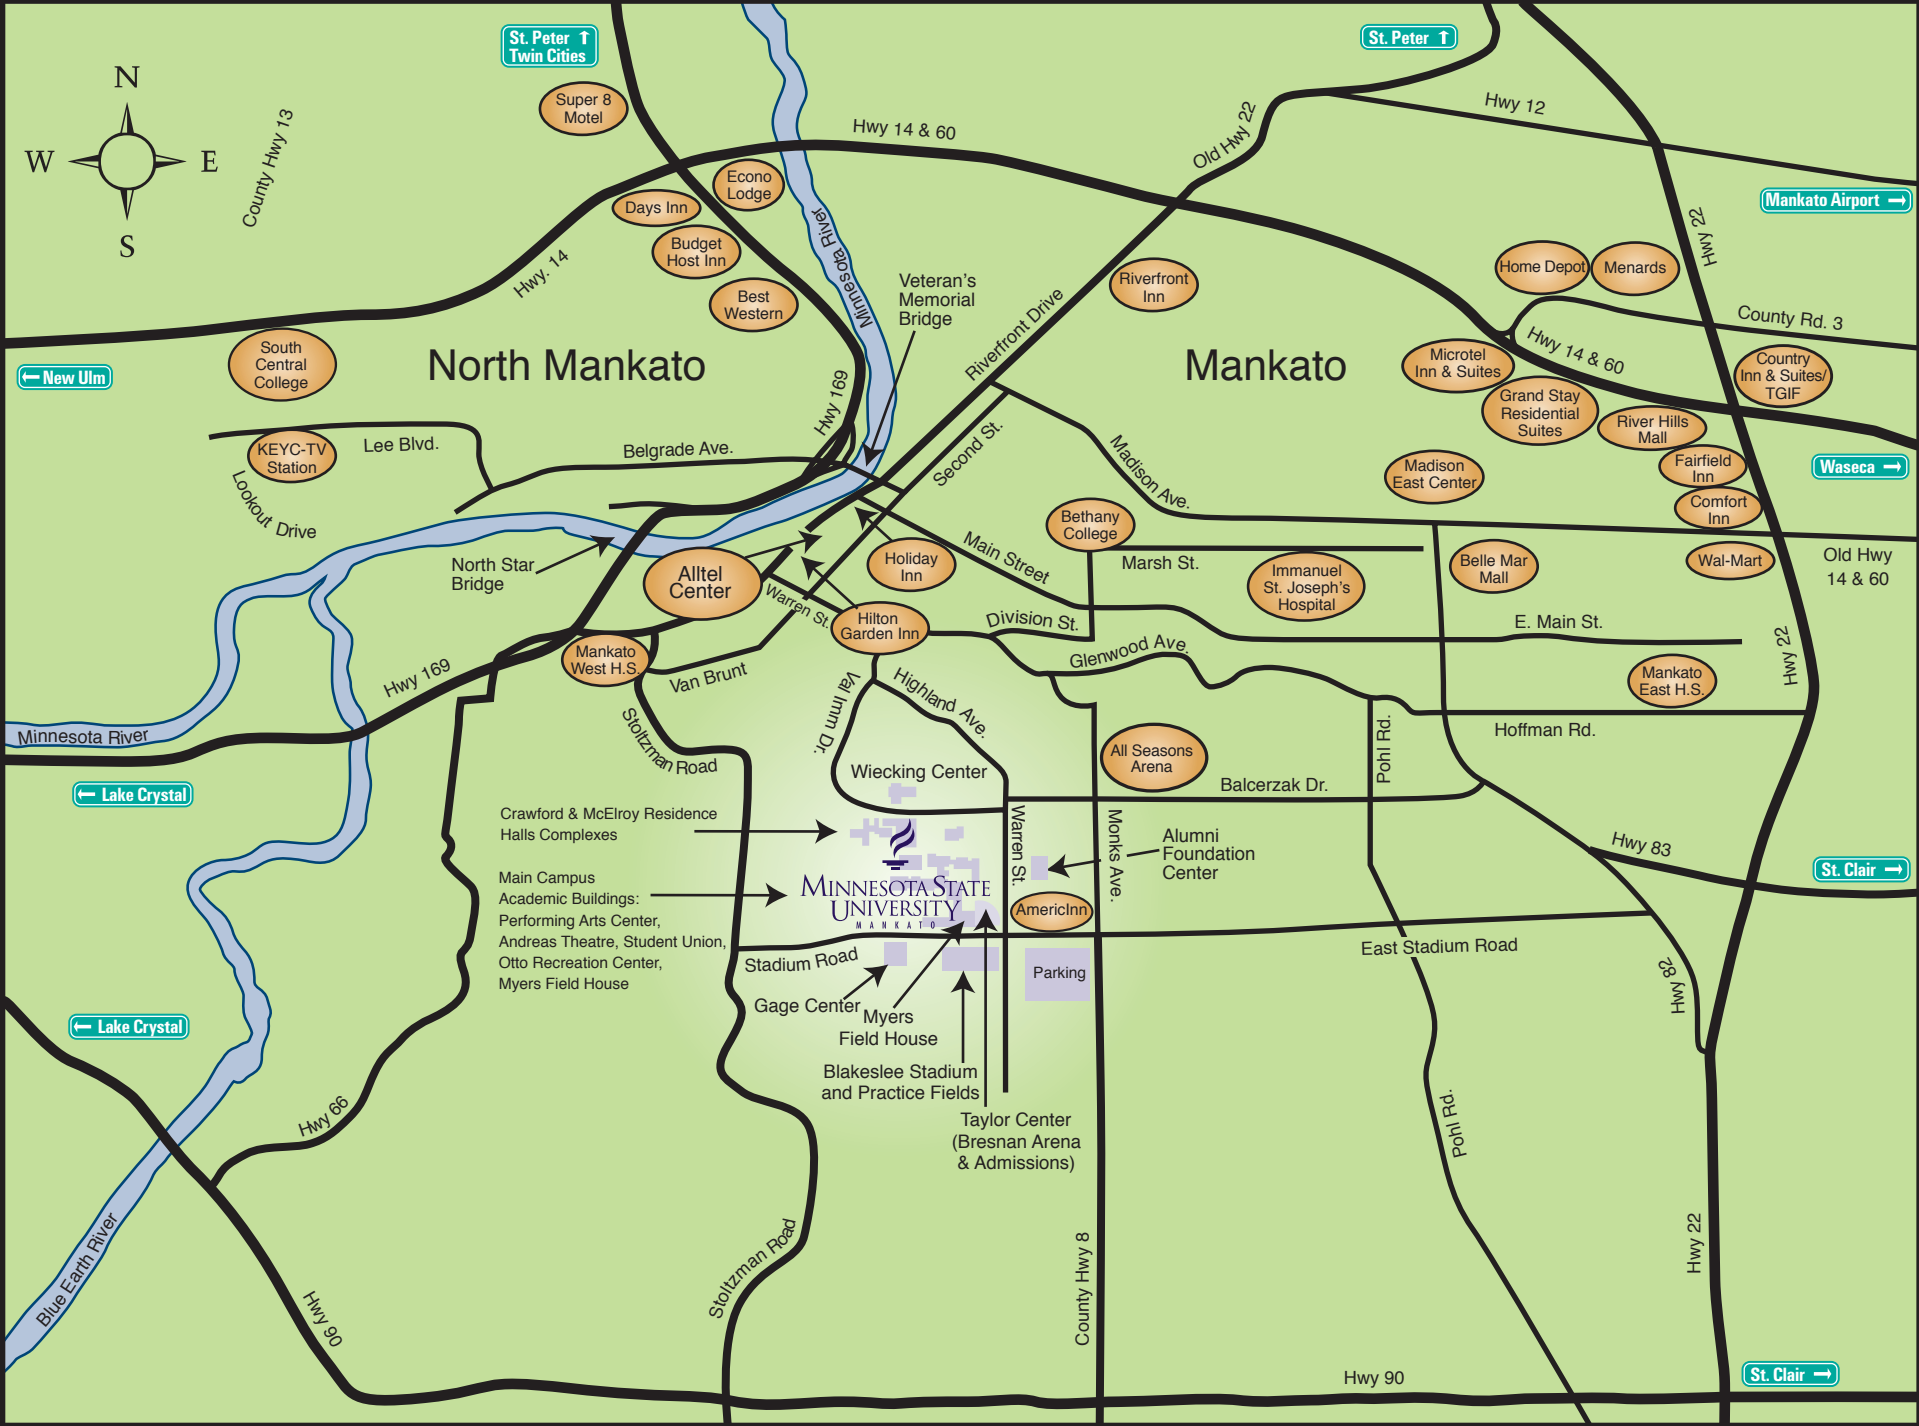 St. Peter ↑
Twin Cities
St. Peter ↑
N
W
E
S
County Hwy 13
Super 8
Motel
Hwy 14 & 60
Old Hwy 22
Hwy 12
Mankato Airport →
Econo
Lodge
Days Inn
Budget
Host Inn
Best
Western
Minnesota River
Hwy. 14
Hwy 22
Home Depot
Menards
Riverfront
Inn
Veteran's
Memorial
Bridge
Riverfront Drive
County Rd. 3
Hwy 14 & 60
South
Central
College
North Mankato
Mankato
← New Ulm
Microtel
Inn & Suites
Country
Inn & Suites/
TGIF
Grand Stay
Residential
Suites
River Hills
Mall
Hwy 169
KEYC-TV
Station
Lee Blvd.
Belgrade Ave.
Second St.
Madison Ave.
Madison
East Center
Fairfield
Inn
Waseca →
Comfort
Inn
Lookout Drive
Bethany
College
North Star
Bridge
Alltel
Center
Holiday
Inn
Main Street
Marsh St.
Immanuel
St. Joseph's
Hospital
Belle Mar
Mall
Wal-Mart
Old Hwy
14 & 60
Warren St.
Hilton
Garden Inn
Division St.
E. Main St.
Glenwood Ave.
Hwy 22
Mankato
West H.S.
Van Brunt
Hwy 169
Mankato
East H.S.
Val Imm Dr.
Highland Ave.
Minnesota River
Stoltzman Road
Pohl Rd.
Hoffman Rd.
All Seasons
Arena
Wiecking Center
Balcerzak Dr.
← Lake Crystal
Crawford & McElroy Residence
Halls Complexes
Warren St.
Monks Ave.
Alumni
Foundation
Center
Hwy 83
St. Clair →
Main Campus
Academic Buildings:
Performing Arts Center,
Andreas Theatre, Student Union,
Otto Recreation Center,
Myers Field House
MINNESOTA STATE
UNIVERSITY
MANKATO
AmericInn
Stadium Road
East Stadium Road
Parking
Hwy 82
Gage Center
Myers
Field House
← Lake Crystal
Blakeslee Stadium
and Practice Fields
Hwy 66
Taylor Center
(Bresnan Arena
& Admissions)
Pohl Rd.
Blue Earth River
Hwy 90
Stoltzman Road
County Hwy 8
Hwy 22
Hwy 90
St. Clair →